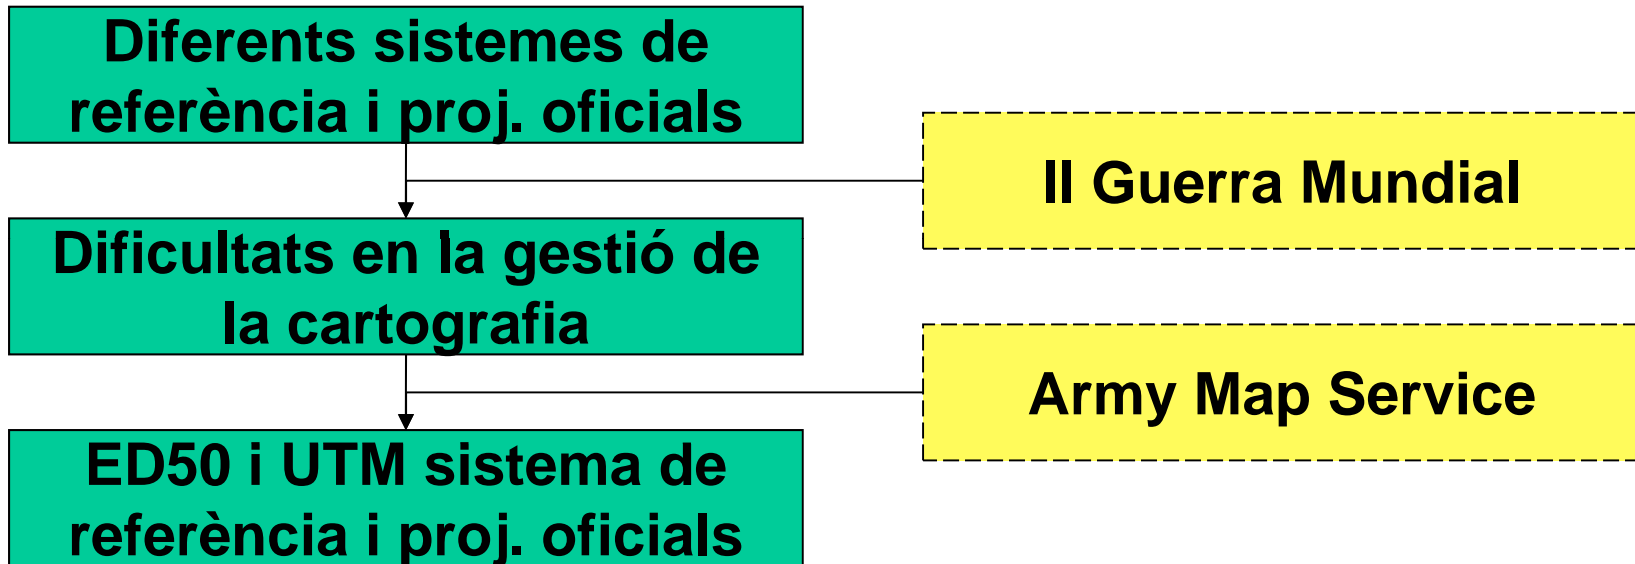 Diferents sistemes de
referència i proj. oficials
II Guerra Mundial
Dificultats en la gestió de
la cartografia
Army Map Service
ED50 i UTM sistema de
referència i proj. oficials